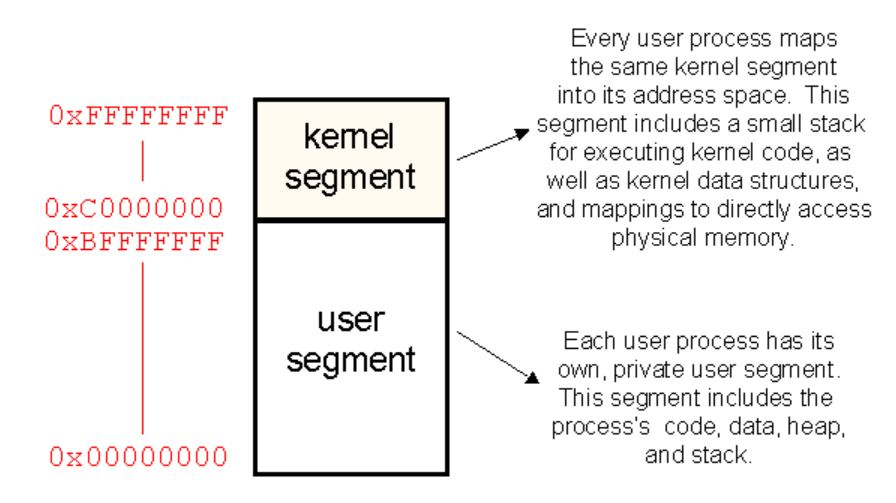 Every user process maps
the same kernel segment
into its address space. This
segment includes a small stack
for executing kernel code, as
well as kernel data structures,
and mappings to directly access
physical memory.
0xFFFFFFFF
kernel
segment
0xC0000000
0xBFFFFFFF
user
segment
Each user process has its
own, private user segment.
This segment includes the
process's code, data, heap,
and stack.
0x00000000